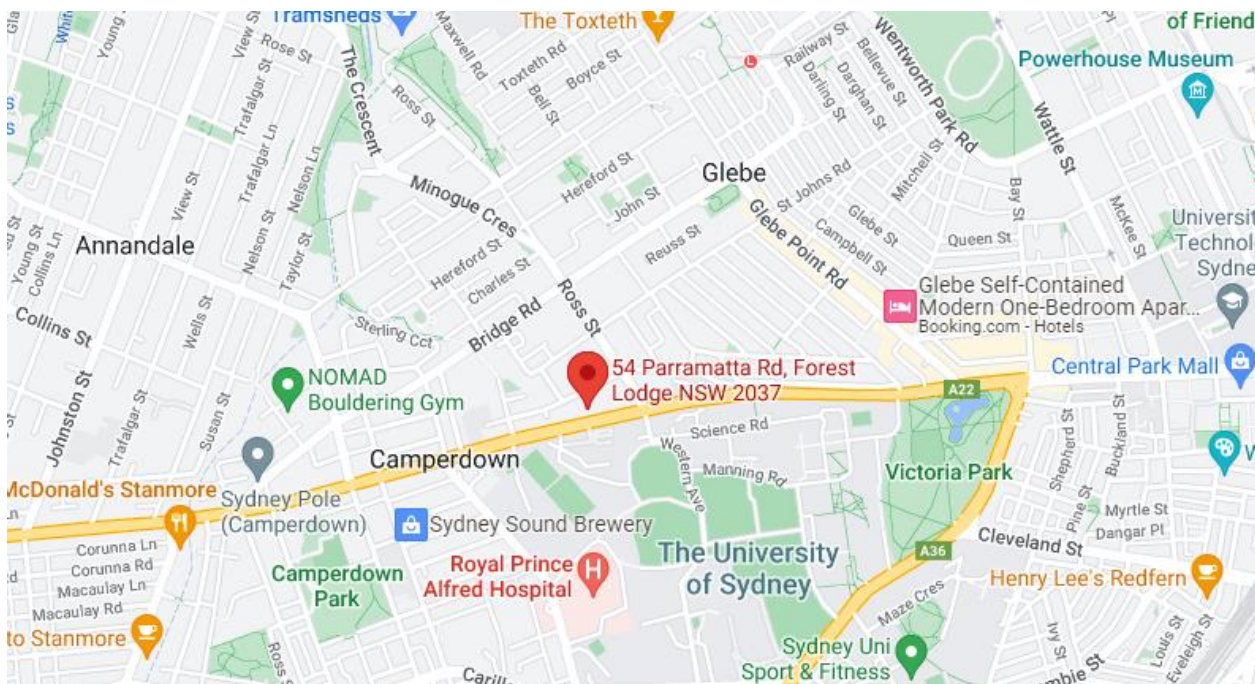 Tramsheds
The Toxteth
of Friend
Powerhouse Museum
Young St
View St
Rose St
The Crescent
Maxwell Rd
Toxteth Rd
Boyce St
Bell St
Ross St
Railway St
Bellevue St
Darghan St
Darling St
Wentworth Park Rd
Wattle St
Trafalgar St
Trafalgar Ln
Nelson Ln
Minogue Cres
Hereford St
John St
Glebe
St Johns Rd
Mitchell St
Bay St
McKee St
View St
Annandale
Young St
Collins Ln
Nelson St
Taylor St
Hereford St
Charles St
Reuss St
Glebe Point Rd
Glebe St
Campbell St
Queen St
Universit
Technol
Sydne
Collins St
Wells St
Sterling Cct
Bridge Rd
Ross St
Glebe Self-Contained
Modern One-Bedroom Apar...
Booking.com - Hotels
54 Parramatta Rd, Forest
Lodge NSW 2037
Central Park Mall
A22
NOMAD
Bouldering Gym
Johnston St
Trafalgar St
Susan St
Science Rd
Western Ave
Manning Rd
Camperdown
Victoria Park
Shepherd St
Buckland St
McDonald's Stanmore
Sydney Pole
(Camperdown)
Sydney Sound Brewery
Pine St
Myrtle St
Dangar Pl
Corunna Ln
Corunna Rd
Macaulay Ln
Macaulay Rd
Camperdown
Park
Royal Prince
Alfred Hospital
H
The University
of Sydney
A36
Cleveland St
Henry Lee's Redfern
Maze Cres
to Stanmore
Sydney Uni
Sport & Fitness
Ivy St
Louis St
Eveleigh St